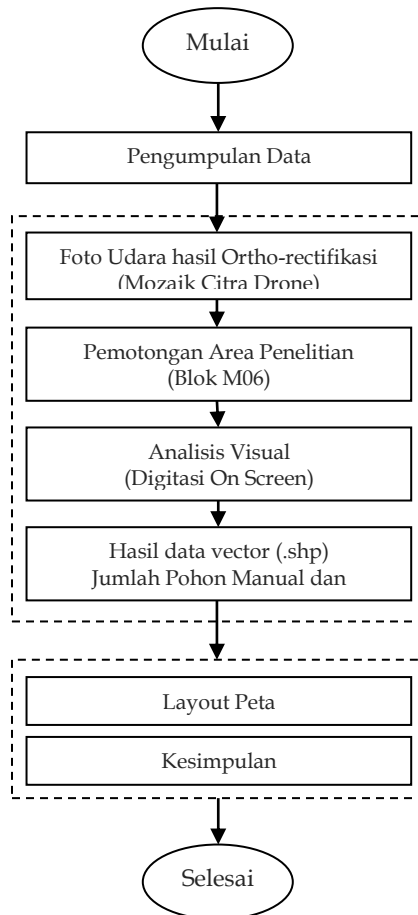 Mulai
Pengumpulan Data
Foto Udara hasil Ortho-rectifikasi
(Mozaik Citra Drone)
Pemotongan Area Penelitian
(Blok M06)
Analisis Visual
(Digitasi On Screen)
Hasil data vector (.shp)
Jumlah Pohon Manual dan
Layout Peta
Kesimpulan
Selesai